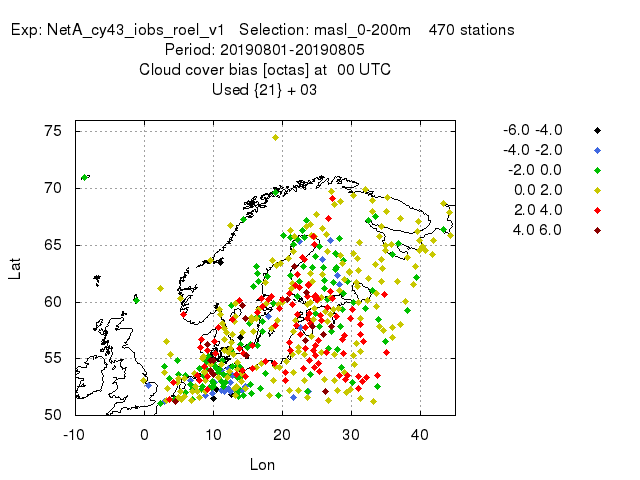 Exp: NetA_cy43_iobs_roel_v1 Selection: masl_0-200m 470 stations
Period: 20190801-20190805
Cloud cover bias [octas] at 00 UTC
Used {21} + 03
75
70
65
60
55
50
Lat
-10 0 10 20 30 40
Lon
-6.0 -4.0
-4.0 -2.0
-2.0 0.0
0.0 2.0
2.0 4.0
4.0 6.0